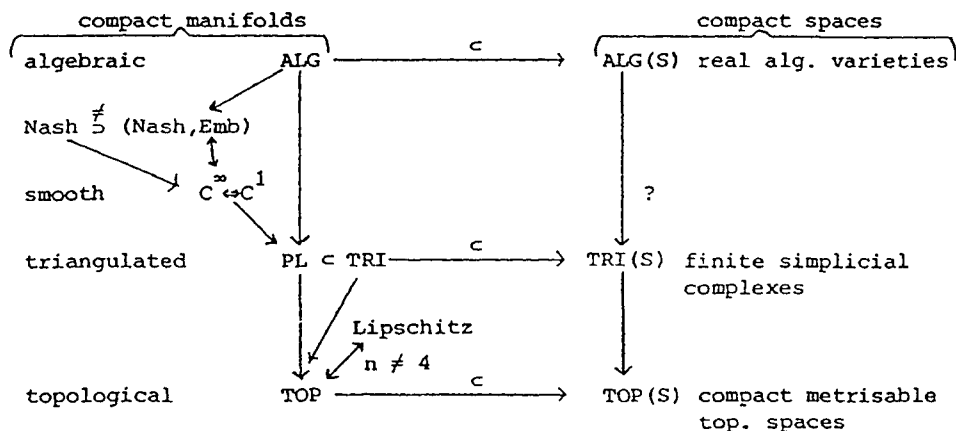 compact manifolds compact spaces
algebraic ALG ⊂ ALG(S) real alg. varieties
Nash ⊋ (Nash,Emb)
smooth C^∞ ↔ C^1 ?
triangulated PL ⊂ TRI ⊂ TRI(S) finite simplicial
complexes
Lipschitz
n ≠ 4
topological TOP ⊂ TOP(S) compact metrisable
top. spaces